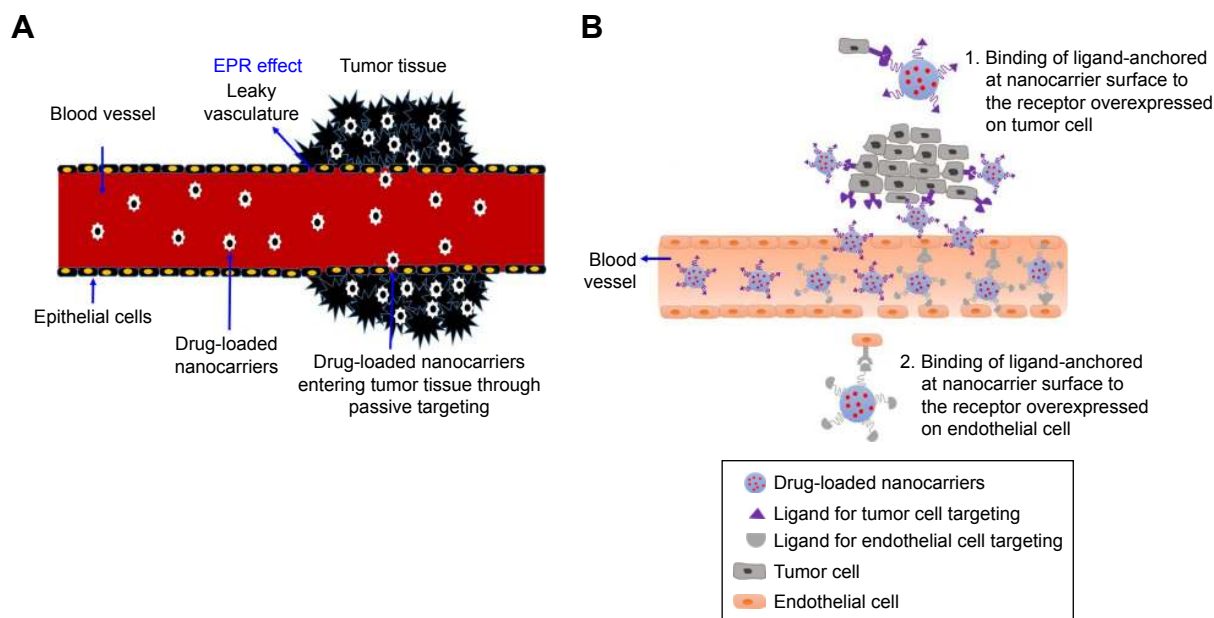 A
EPR effect
Leaky
vasculature
Tumor tissue
Blood vessel
Epithelial cells
Drug-loaded
nanocarriers
Drug-loaded nanocarriers
entering tumor tissue through
passive targeting
B
1. Binding of ligand-anchored
at nanocarrier surface to
the receptor overexpressed
on tumor cell
Blood
vessel
2. Binding of ligand-anchored
at nanocarrier surface to
the receptor overexpressed
on endothelial cell
Drug-loaded nanocarriers
Ligand for tumor cell targeting
Ligand for endothelial cell targeting
Tumor cell
Endothelial cell